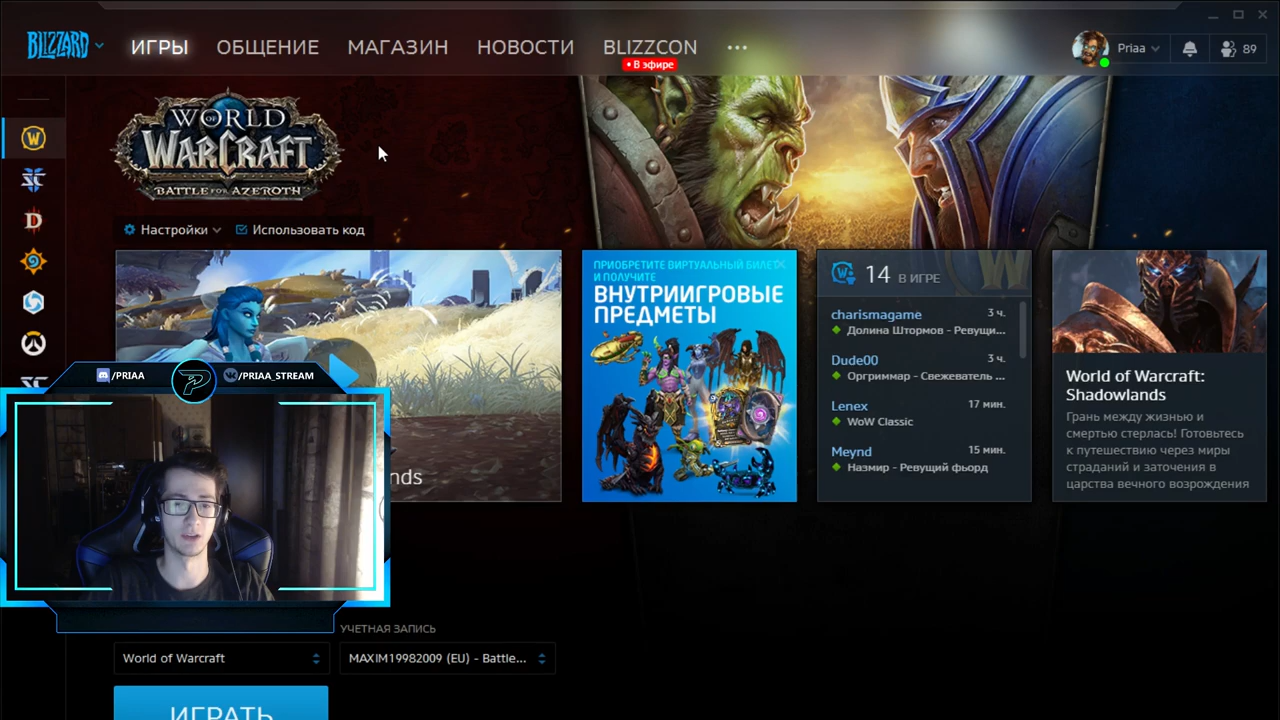 BLIZZARD
ИГРЫ
ОБЩЕНИЕ
МАГАЗИН
НОВОСТИ
BLIZZCON
• В эфире
•••
Priaa
89
WORLD OF WARCRAFT
BATTLE FOR AZEROTH
Настройки
Использовать код
ПРИОБРЕТИТЕ ВИРТУАЛЬНЫЙ БИЛЕТ
И ПОЛУЧИТЕ
ВНУТРИИГРОВЫЕ
ПРЕДМЕТЫ
14 В ИГРЕ
charismagame 3 ч.
Долина Штормов - Ревущи...
Dude00 3 ч.
Оргриммар - Свежеватель ...
Lenex 17 мин.
WoW Classic
Meynd 15 мин.
Назмир - Ревущий фьорд
World of Warcraft:
Shadowlands
Грань между жизнью и
смертью стерлась! Готовьтесь
к путешествию через миры
страданий и заточения в
царства вечного возрождения
nds
/PRIAA
/PRIAA_STREAM
УЧЕТНАЯ ЗАПИСЬ
World of Warcraft
MAXIM19982009 (EU) - Battle...
ИГРАТЬ